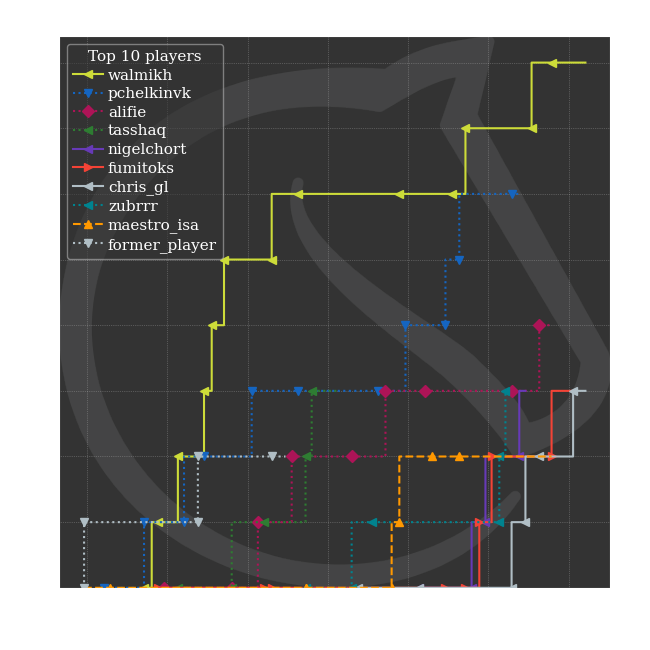 Top 10 players
walmikh
pchelkinvk
alifie
tasshaq
nigelchort
fumitoks
chris_gl
zubrrr
maestro_isa
former_player